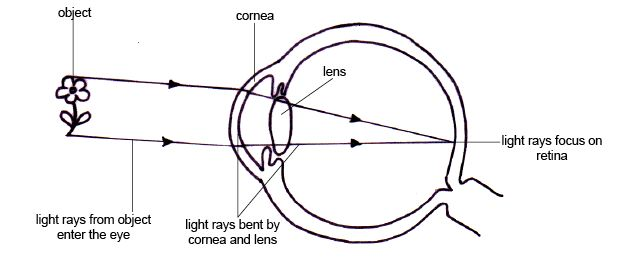 object
cornea
lens
light rays focus on
retina
light rays from object
enter the eye
light rays bent by
cornea and lens